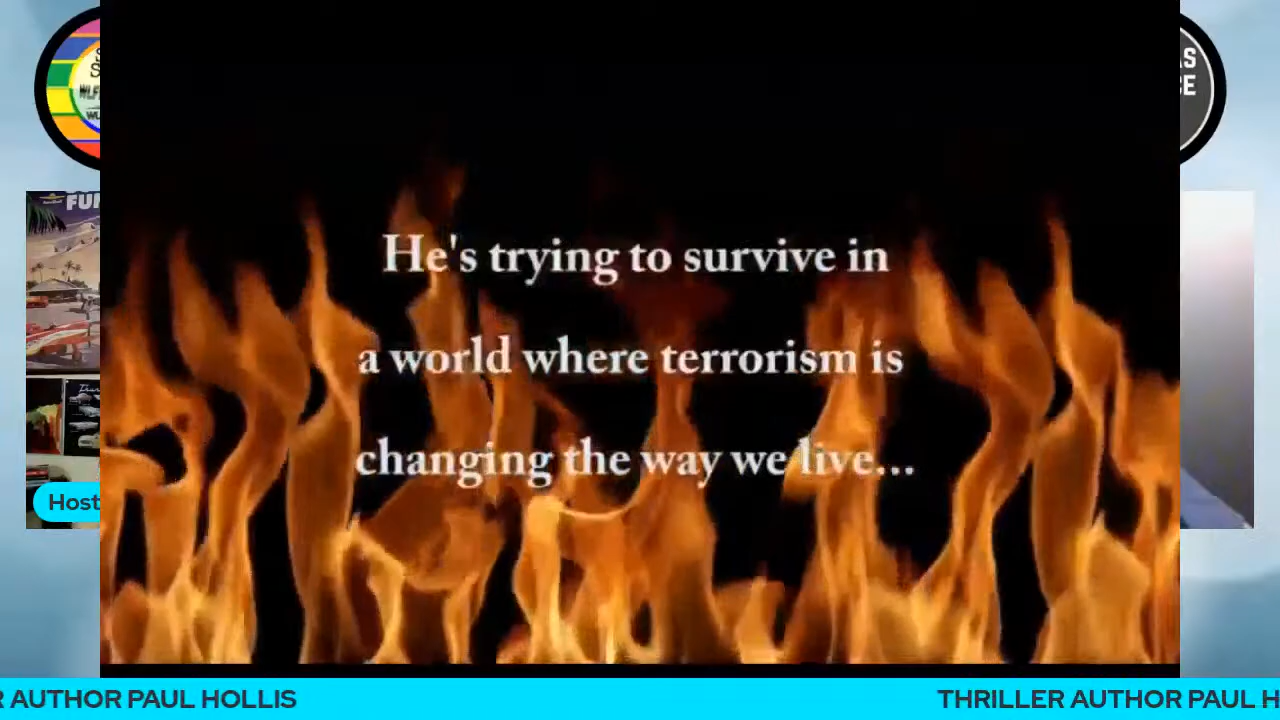 He's trying to survive in
a world where terrorism is
changing the way we live...
Host
AUTHOR PAUL HOLLIS
THRILLER AUTHOR PAUL